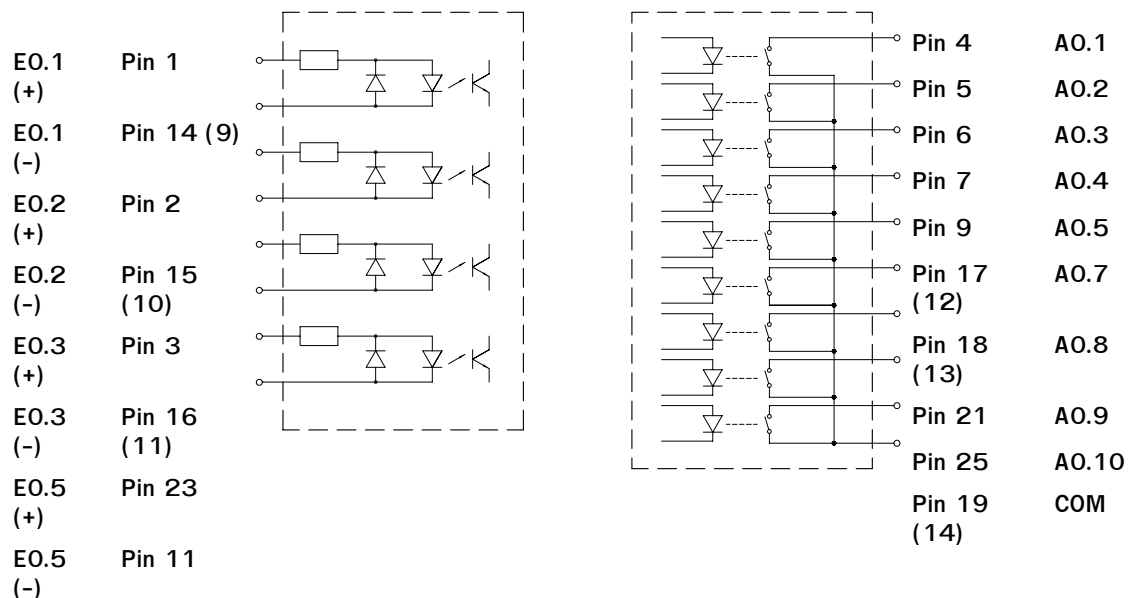 E0.1 Pin 1
(+)
E0.1 Pin 14 (9)
(-)
E0.2 Pin 2
(+)
E0.2 Pin 15
(-) (10)
E0.3 Pin 3
(+)
E0.3 Pin 16
(-) (11)
E0.5 Pin 23
(+)
E0.5 Pin 11
(-)
Pin 4 A0.1
Pin 5 A0.2
Pin 6 A0.3
Pin 7 A0.4
Pin 9 A0.5
Pin 17 A0.7
(12)
Pin 18 A0.8
(13)
Pin 21 A0.9
Pin 25 A0.10
Pin 19 COM
(14)